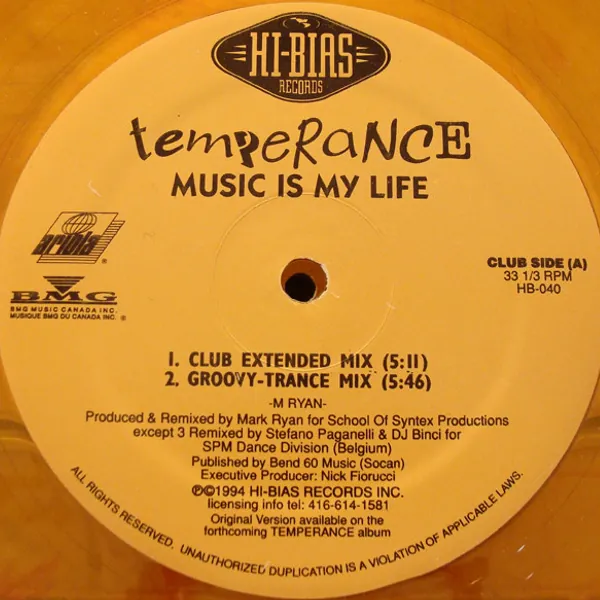 HI-BIAS
RECORDS
temPeRaNCE
MUSIC IS MY LIFE
ariola
®
BMG
BMG MUSIC CANADA INC.
MUSIQUE BMG DU CANADA INC. ®
CLUB SIDE (A)
33 1/3 RPM
HB-040
1. CLUB EXTENDED MIX (5:11)
2. GROOVY-TRANCE MIX (5:46)
-M RYAN-
Produced & Remixed by Mark Ryan for School Of Syntex Productions
except 3 Remixed by Stefano Paganelli & DJ Binci for
SPM Dance Division (Belgium)
Published by Bend 60 Music (Socan)
Executive Producer: Nick Fiorucci
℗©1994 HI-BIAS RECORDS INC.
licensing info tel: 416-614-1581
Original Version available on the
forthcoming TEMPERANCE album
ALL RIGHTS RESERVED. UNAUTHORIZED DUPLICATION IS A VIOLATION OF APPLICABLE LAWS.